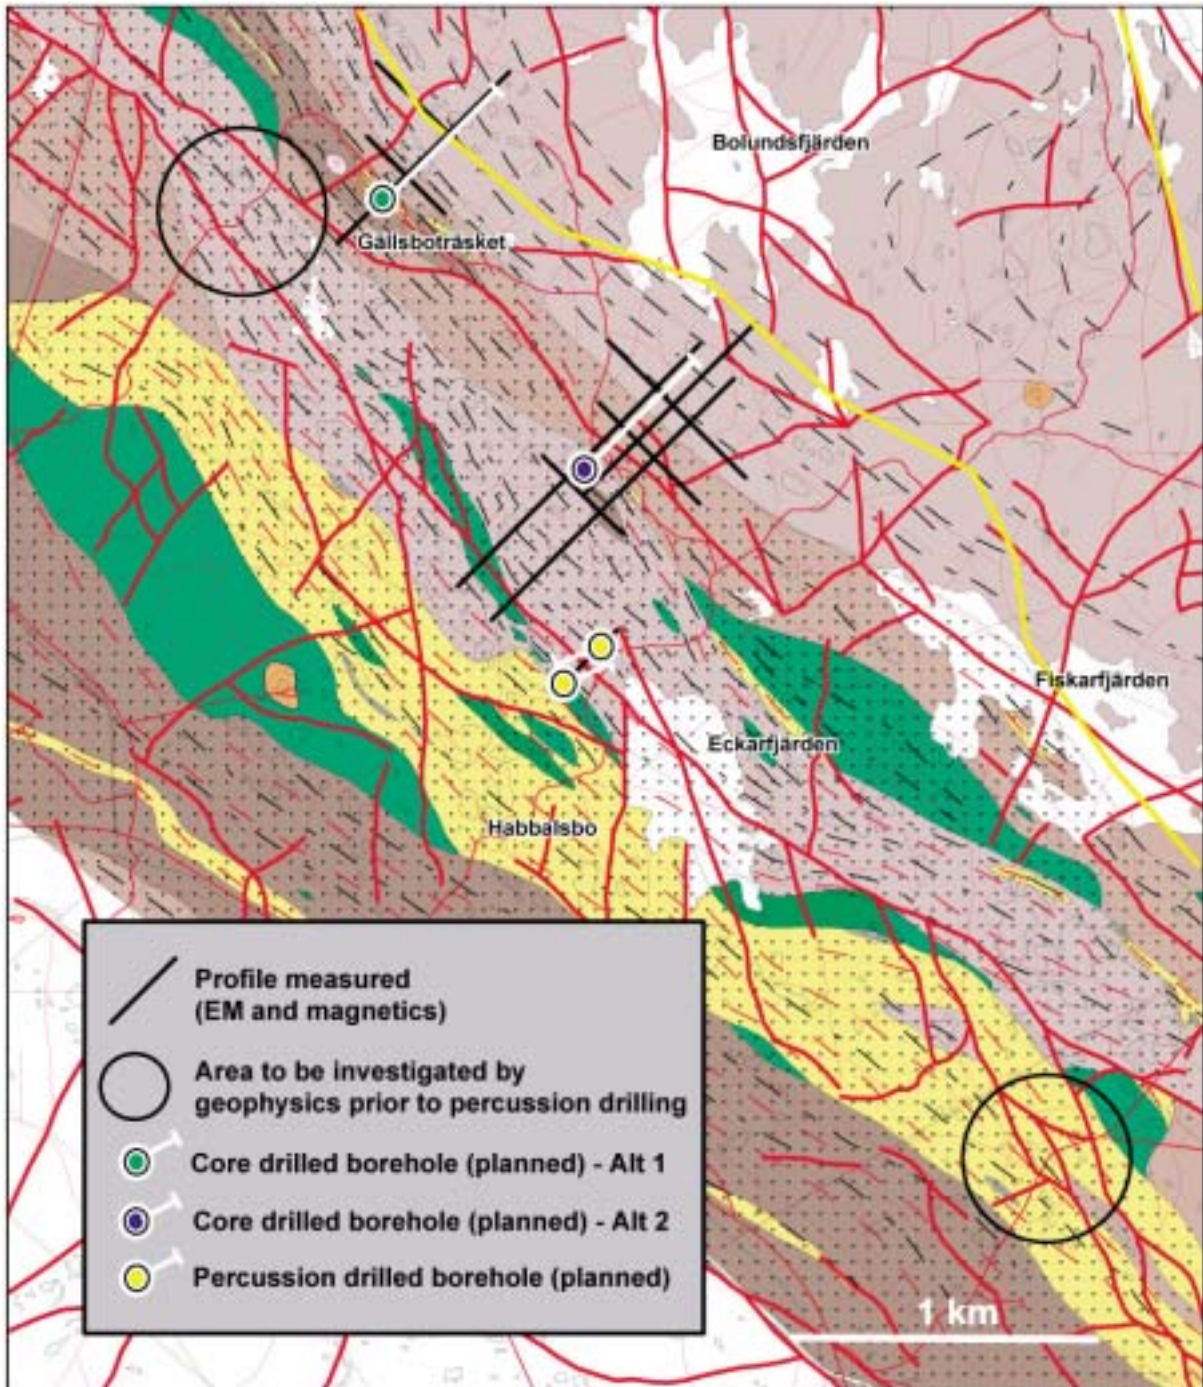 Bolundsfjärden
Gällsboträsket
Fiskarfjärden
Eckarfjärden
Habbalsbo
Profile measured
(EM and magnetics)
Area to be investigated by
geophysics prior to percussion drilling
Core drilled borehole (planned) - Alt 1
Core drilled borehole (planned) - Alt 2
Percussion drilled borehole (planned)
1 km